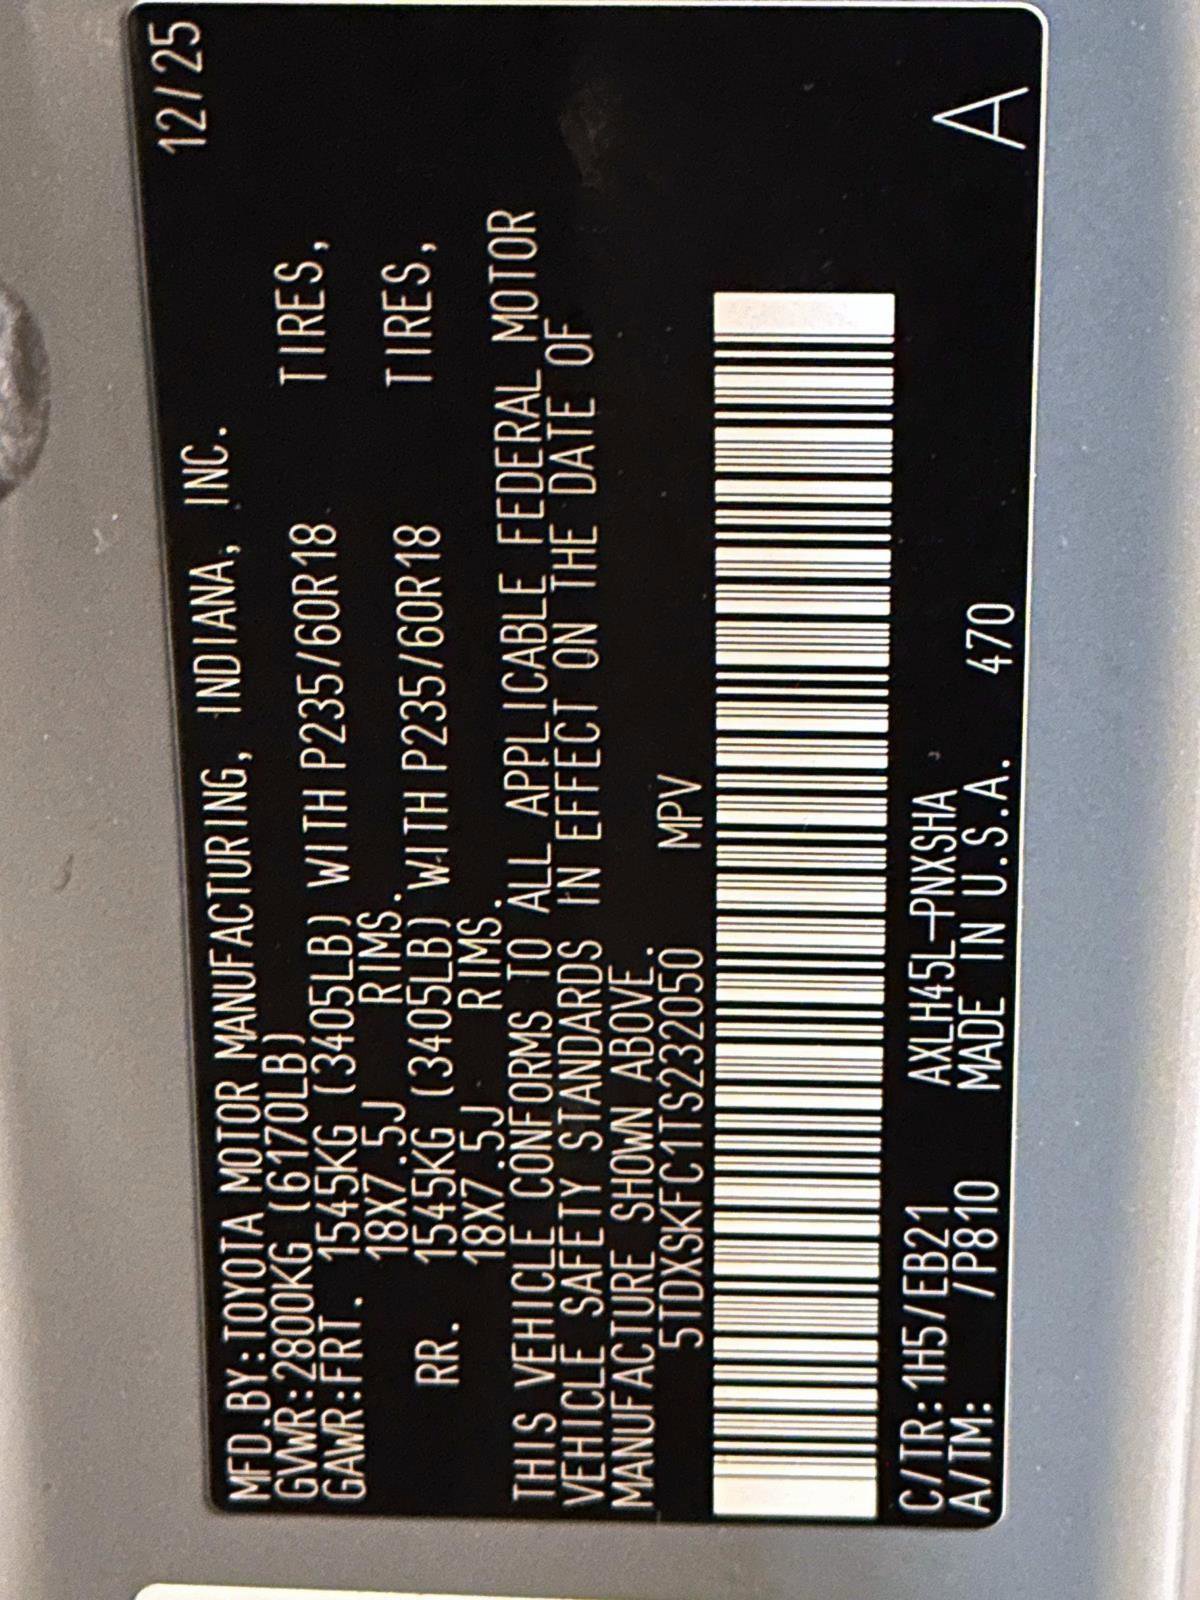 12/25
MFD.BY:TOYOTA MOTOR MANUFACTURING, INDIANA, INC.
GVWR:2800KG (6170LB)
GAWR:FRT. 1545KG (3405LB) WITH P235/60R18 TIRES,
18X7.5J RIMS.
RR. 1545KG (3405LB) WITH P235/60R18 TIRES,
18X7.5J RIMS.
THIS VEHICLE CONFORMS TO ALL APPLICABLE FEDERAL MOTOR
VEHICLE SAFETY STANDARDS IN EFFECT ON THE DATE OF
MANUFACTURE SHOWN ABOVE.
5TDXSKFC1TS232050 MPV
C/TR:1H5/EB21 AXLH45L-PNXSHA
A/TM: /P810 MADE IN U.S.A. 470
A